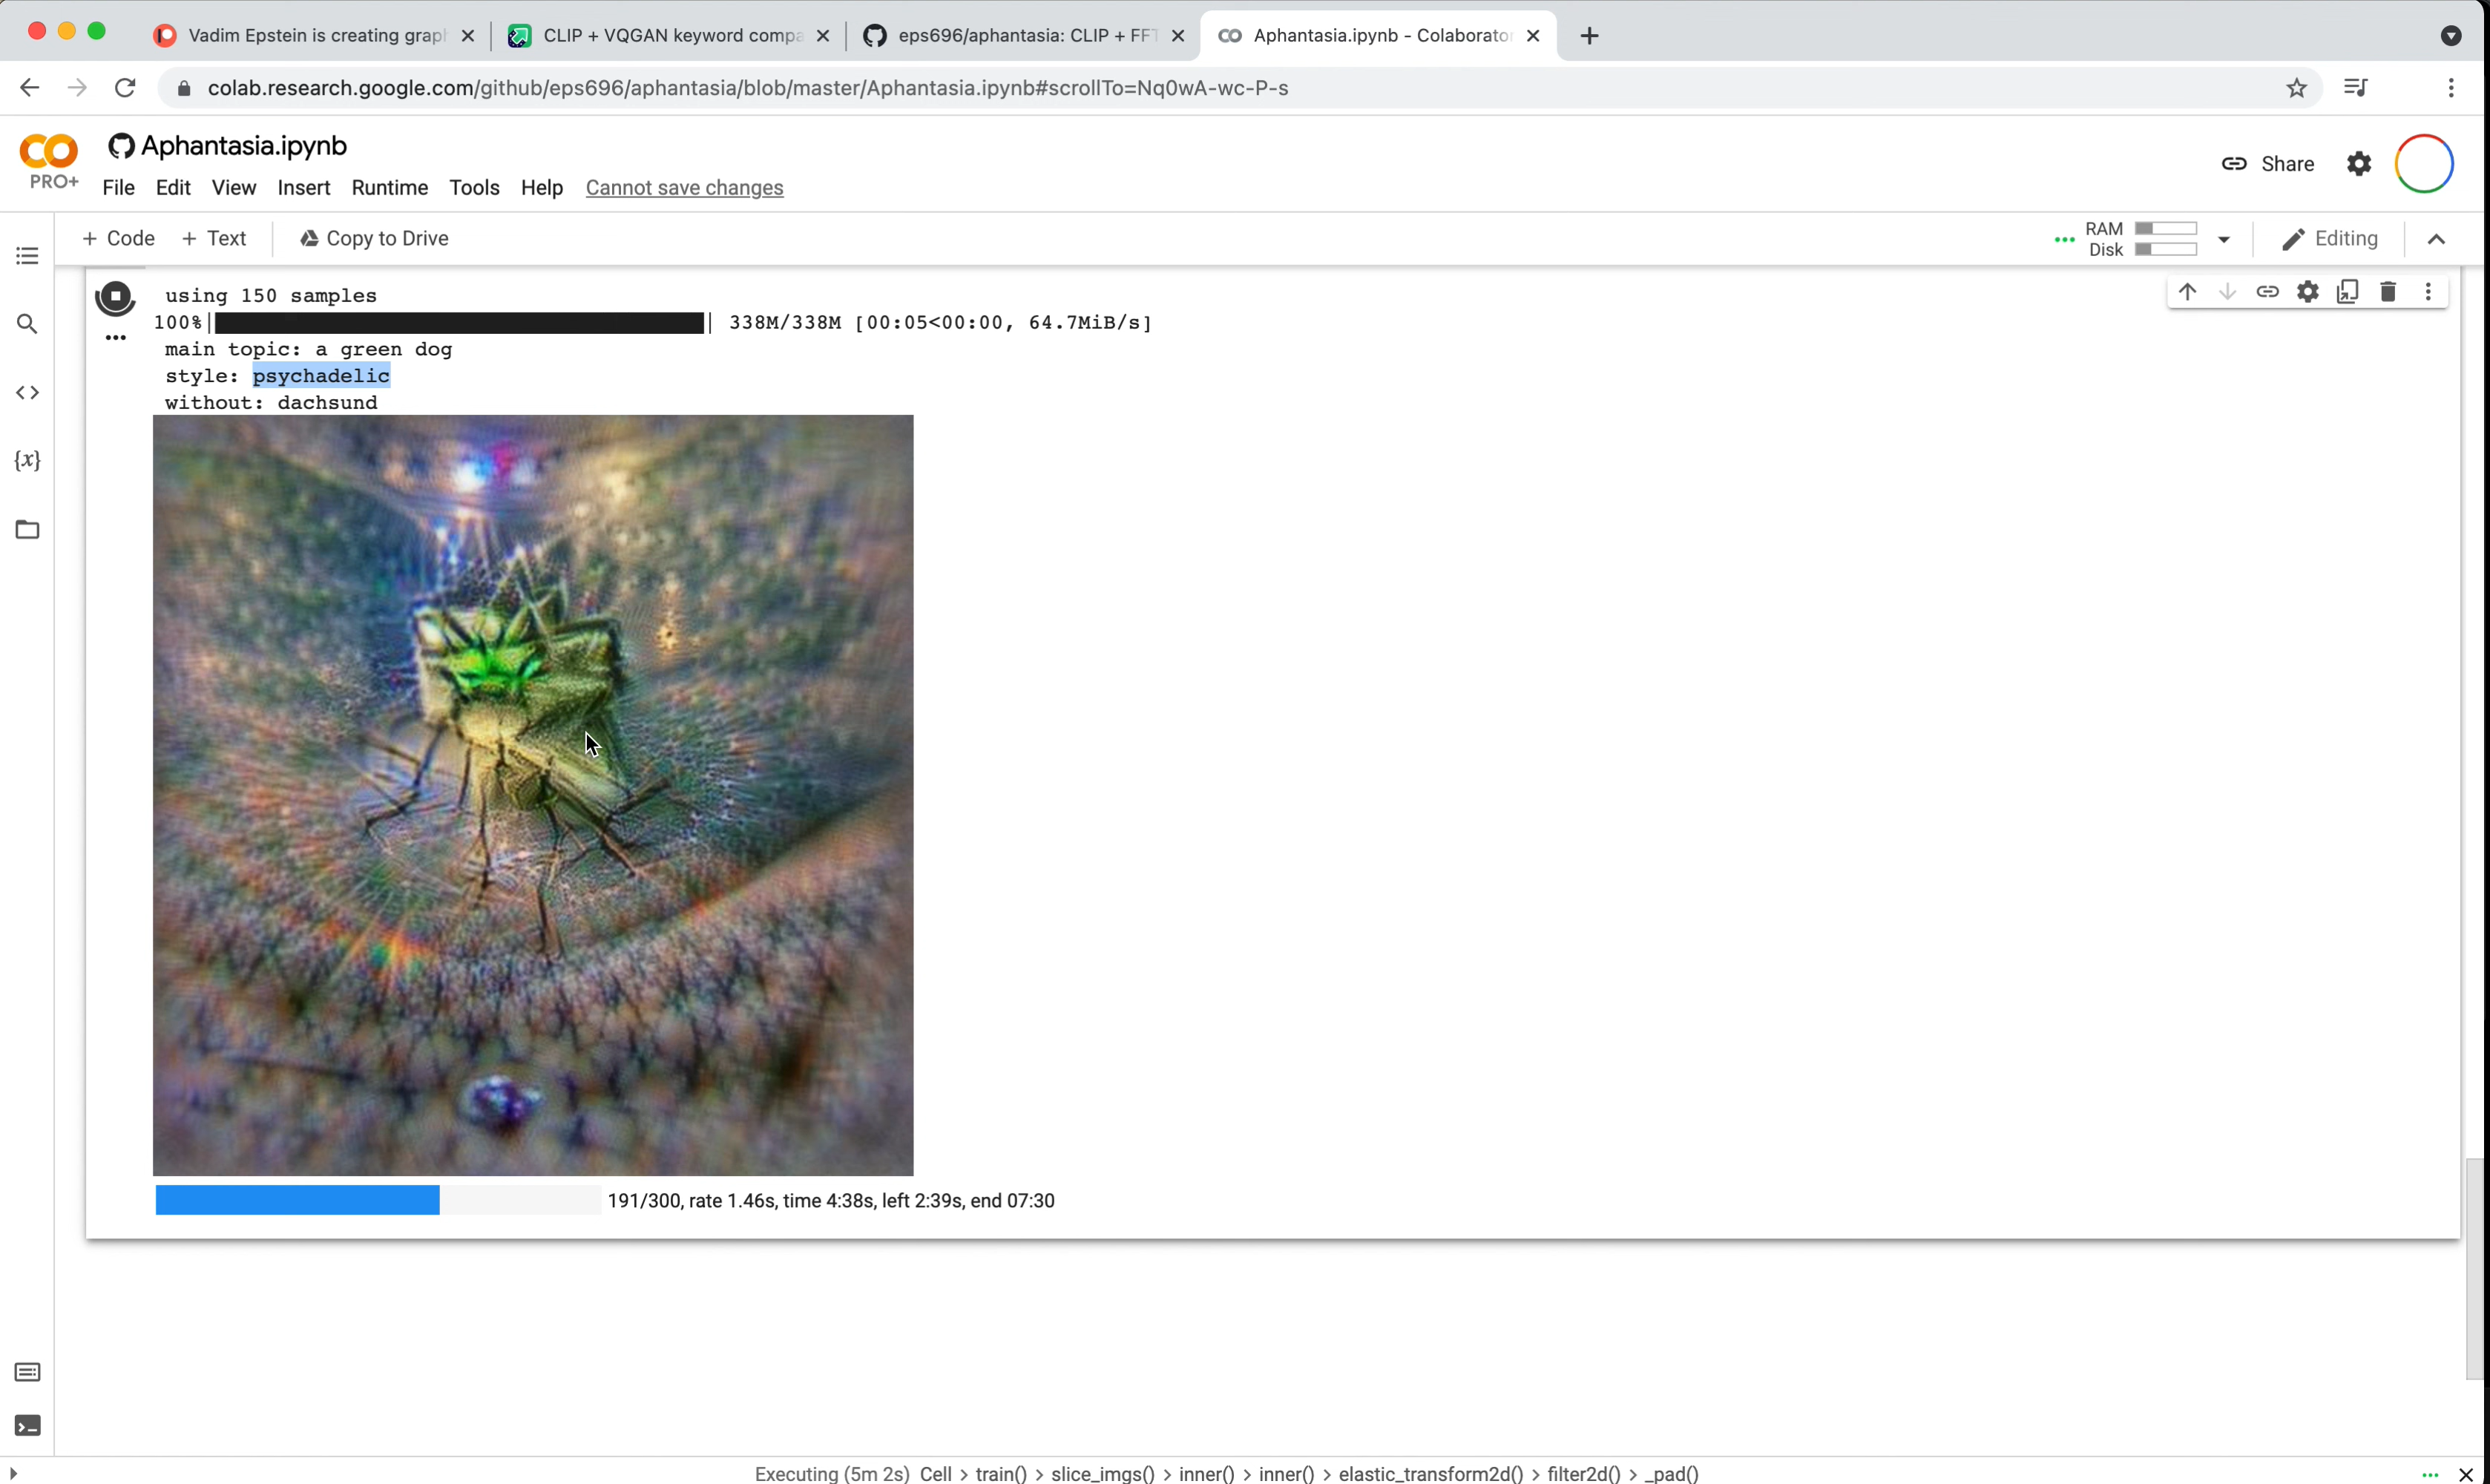 Vadim Epstein is creating grap
CLIP + VQGAN keyword compa
eps696/aphantasia: CLIP + FFT
Aphantasia.ipynb - Colaborator
colab.research.google.com/github/eps696/aphantasia/blob/master/Aphantasia.ipynb#scrollTo=Nq0wA-wc-P-s
CO
PRO+
Aphantasia.ipynb
File Edit View Insert Runtime Tools Help Cannot save changes
Share
+ Code + Text Copy to Drive
RAM
Disk
Editing
{x}
using 150 samples
100%| | 338M/338M [00:05<00:00, 64.7MiB/s]
main topic: a green dog
style: psychadelic
without: dachsund
191/300, rate 1.46s, time 4:38s, left 2:39s, end 07:30
Executing (5m 2s) Cell > train() > slice_imgs() > inner() > inner() > elastic_transform2d() > filter2d() > _pad()